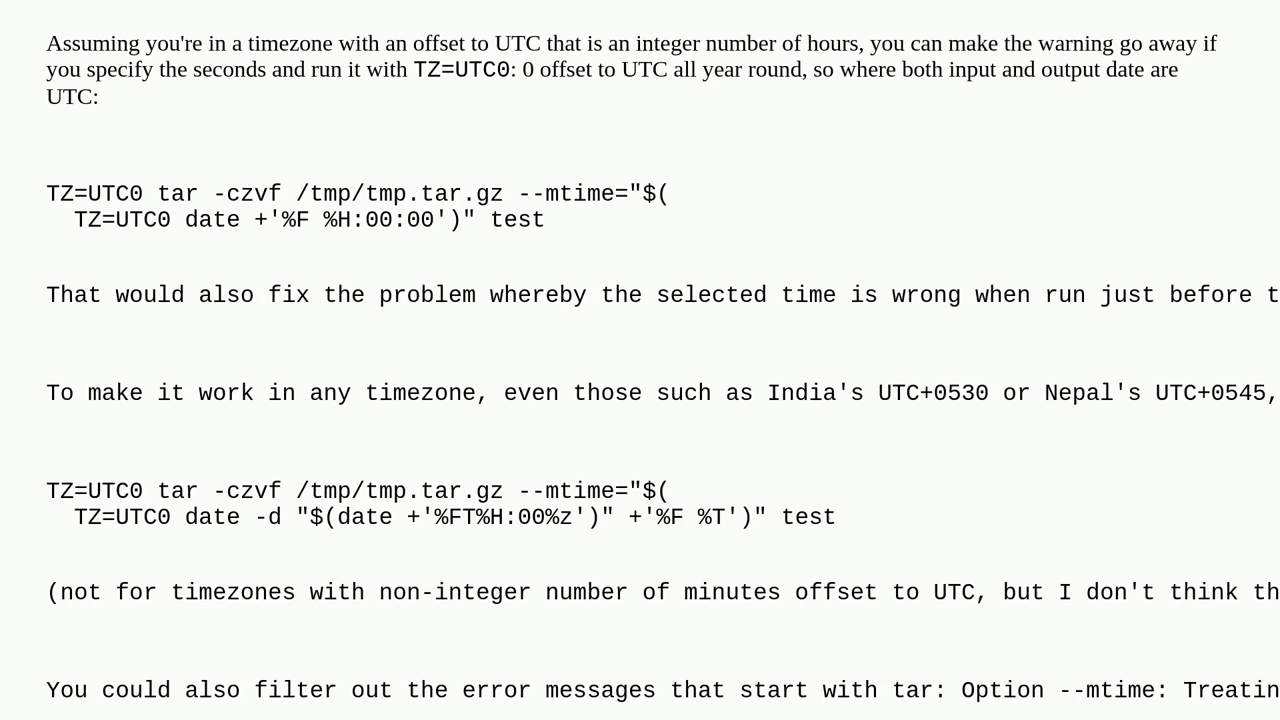 Assuming you're in a timezone with an offset to UTC that is an integer number of hours, you can make the warning go away if
you specify the seconds and run it with TZ=UTC0: 0 offset to UTC all year round, so where both input and output date are
UTC:
TZ=UTC0 tar -czvf /tmp/tmp.tar.gz --mtime="$(
  TZ=UTC0 date +'%F %H:00:00')" test
That would also fix the problem whereby the selected time is wrong when run just before
To make it work in any timezone, even those such as India's UTC+0530 or Nepal's UTC+0545,
TZ=UTC0 tar -czvf /tmp/tmp.tar.gz --mtime="$(
  TZ=UTC0 date -d "$(date +'%FT%H:00%z')" +'%F %T')" test
(not for timezones with non-integer number of minutes offset to UTC, but I don't think
You could also filter out the error messages that start with tar: Option --mtime: